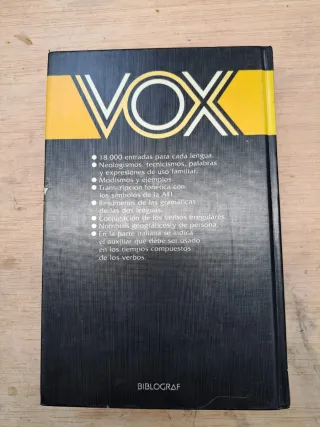 VOX
● 18.000 entradas para cada lengua.
● Neologismos, tecnicismos, palabras
y expresiones de uso familiar.
● Modismos y ejemplos.
● Transcripción fonética con
los símbolos de la AFI.
● Resúmenes de las gramáticas
de las dos lenguas.
● Conjugación de los verbos irregulares.
● Nombres geográficos y de persona.
● En la parte italiana se indica
el auxiliar que debe ser usado
en los tiempos compuestos
de los verbos.
BIBLOGRAF